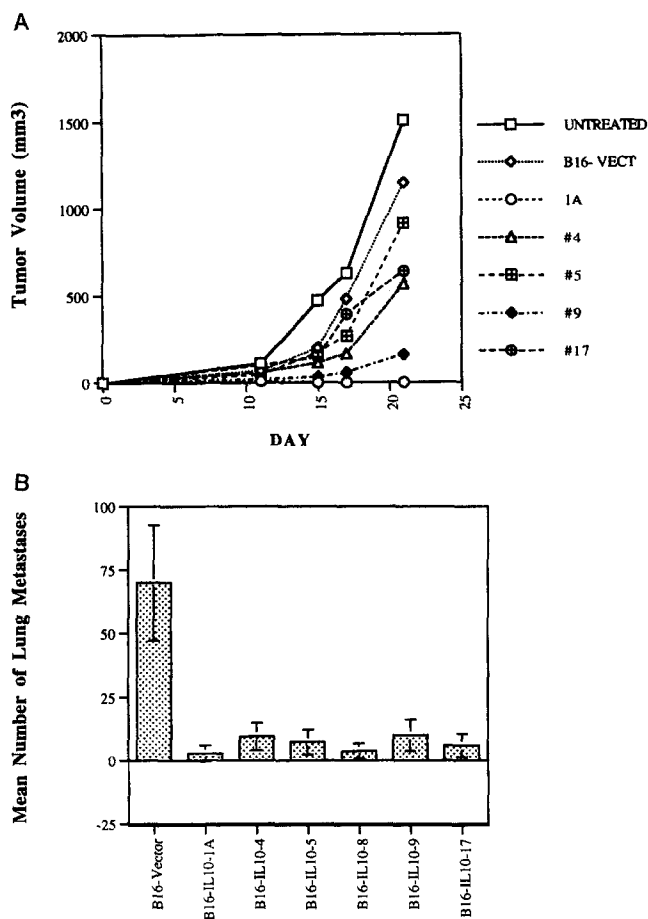 A
Tumor Volume (mm3)
2000
1500
1000
500
0
0
5
10
15
20
25
DAY
UNTREATED
B16- VECT
1A
#4
#5
#9
#17
B
Mean Number of Lung Metastases
100
75
50
25
0
-25
B16-Vector
B16-IL10-1A
B16-IL10-4
B16-IL10-5
B16-IL10-8
B16-IL10-9
B16-IL10-17